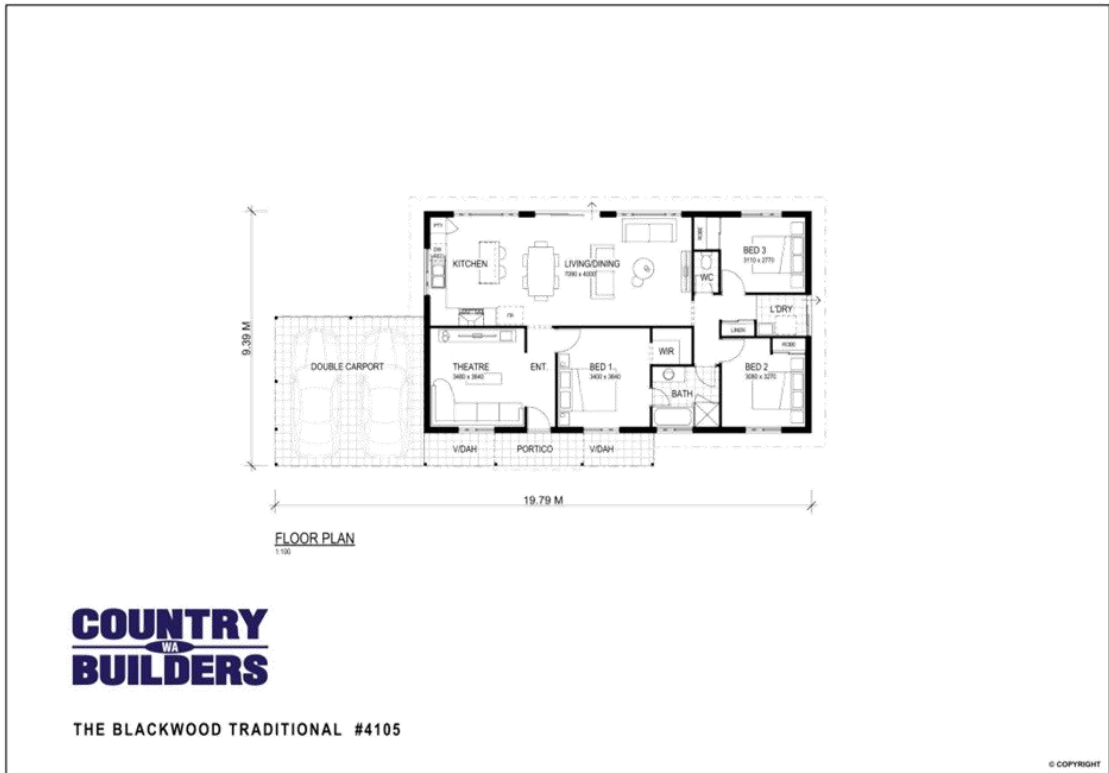 PTY
ROBE
BED 3
3110 x 2770
KITCHEN
LIVING/DINING
7090 x 4000
WC
L'DRY
LINEN
ROBE
9.39 M
DOUBLE CARPORT
THEATRE
3460 x 3640
ENT.
BED 1
3400 x 3640
WIR
BATH
BED 2
3080 x 3270
V/DAH
PORTICO
V/DAH
19.79 M
FLOOR PLAN
1:100
COUNTRY
WA
BUILDERS
THE BLACKWOOD TRADITIONAL #4105
© COPYRIGHT